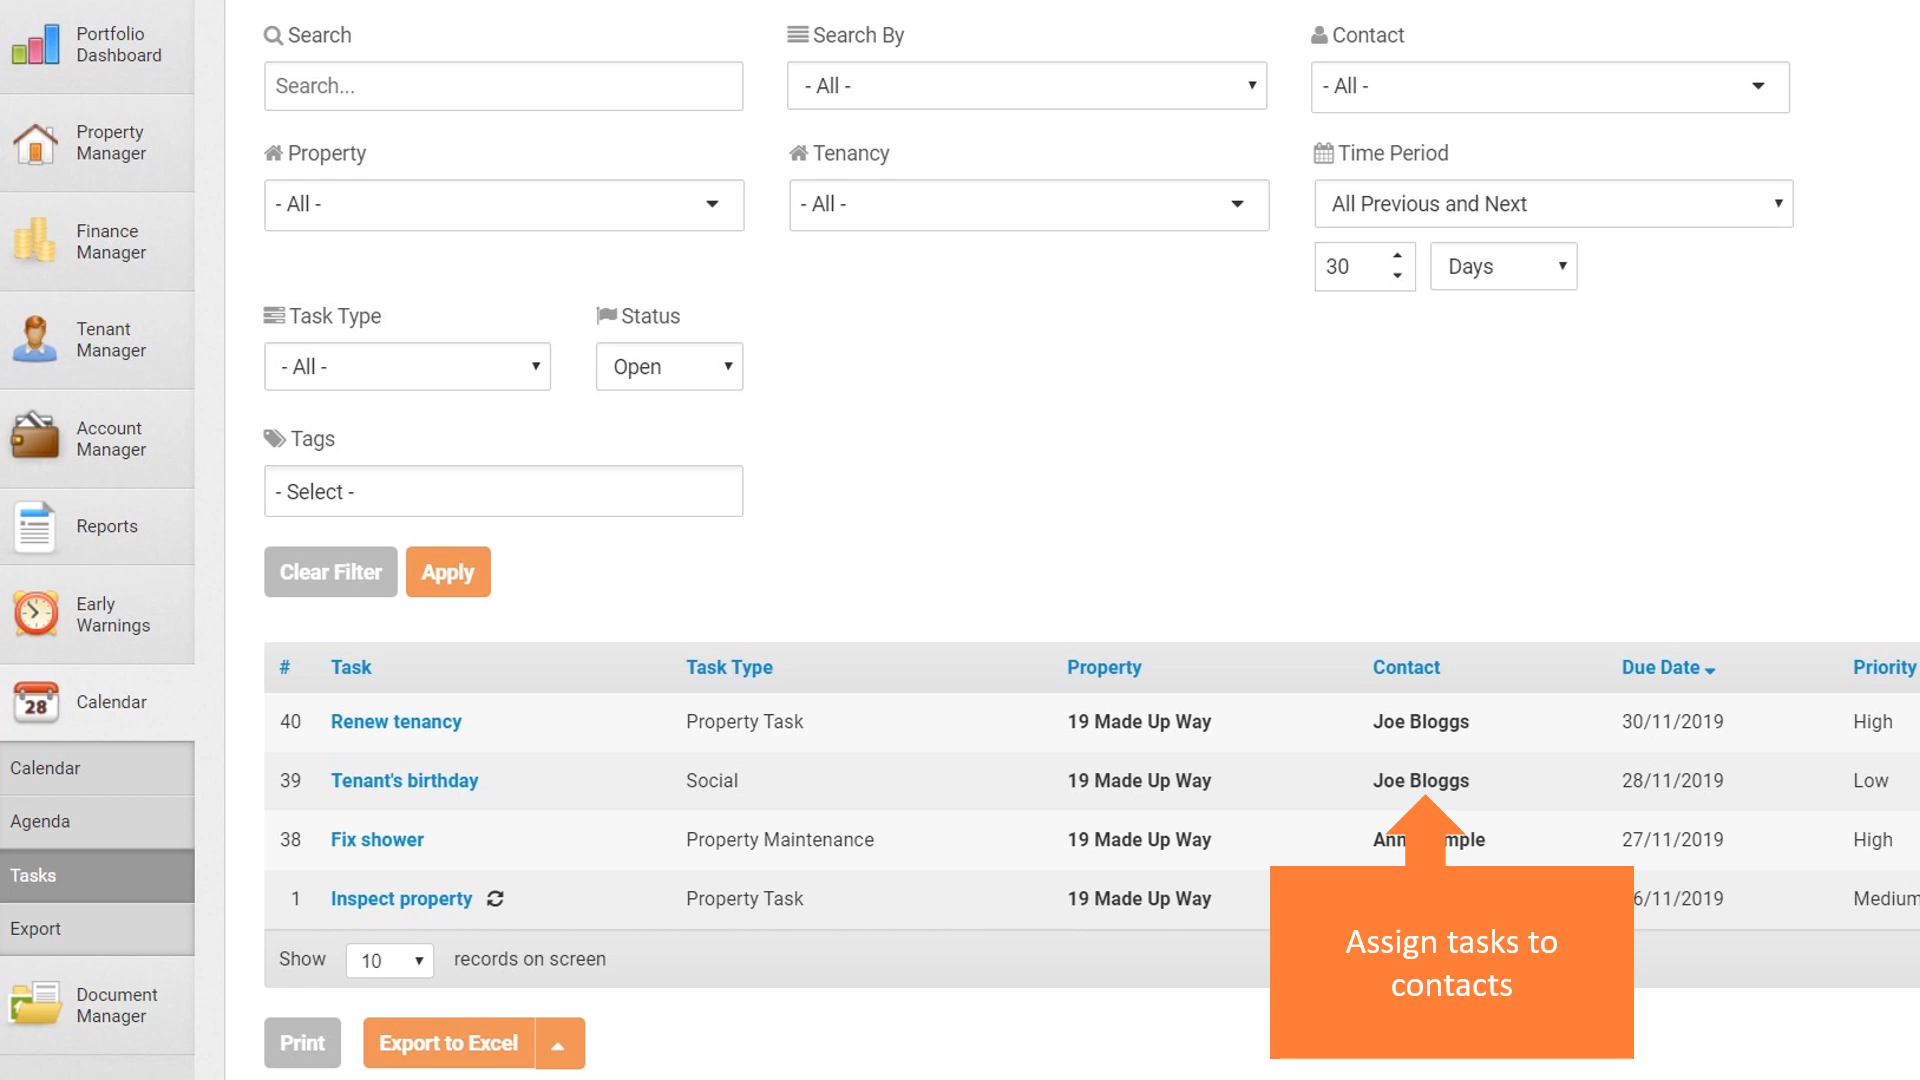 Portfolio
Dashboard
Property
Manager
Finance
Manager
Tenant
Manager
Account
Manager
Reports
Early
Warnings
28
Calendar
Calendar
Agenda
Tasks
Export
Document
Manager
Search
Search...
Search By
- All -
Contact
- All -
Property
- All -
Tenancy
- All -
Time Period
All Previous and Next
30
Days
Task Type
- All -
Status
Open
Tags
- Select -
Clear Filter
Apply
# Task Task Type Property Contact Due Date Priority
40 Renew tenancy Property Task 19 Made Up Way Joe Bloggs 30/11/2019 High
39 Tenant's birthday Social 19 Made Up Way Joe Bloggs 28/11/2019 Low
38 Fix shower Property Maintenance 19 Made Up Way 27/11/2019 High
1 Inspect property Property Task 19 Made Up Way 6/11/2019 Medium
Show 10 records on screen
Print
Export to Excel
Assign tasks to
contacts